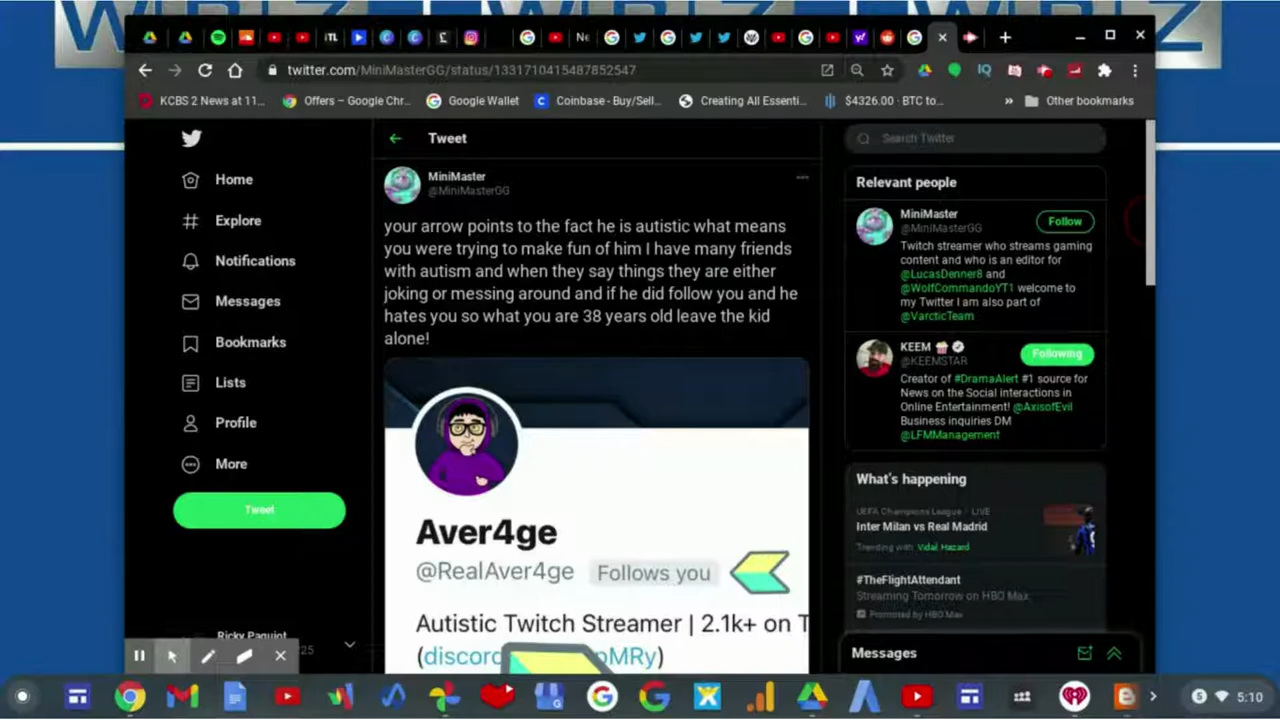 twitter.com/MiniMasterGG/status/1331710415487852547
KCBS 2 News at 11...
Offers – Google Chr...
Google Wallet
Coinbase - Buy/Sell...
Creating All Essenti...
$4326.00 · BTC to...
» Other bookmarks
Home
Explore
Notifications
Messages
Bookmarks
Lists
Profile
More
Tweet
Ricky Paquiot
Tweet
MiniMaster
@MiniMasterGG
your arrow points to the fact he is autistic what means
you were trying to make fun of him I have many friends
with autism and when they say things they are either
joking or messing around and if he did follow you and he
hates you so what you are 38 years old leave the kid
alone!
Aver4ge
@RealAver4ge Follows you
Autistic Twitch Streamer | 2.1k+ on T
(discord pMRy)
Search Twitter
Relevant people
MiniMaster
@MiniMasterGG
Follow
Twitch streamer who streams gaming
content and who is an editor for
@LucasDenner8 and
@WolfCommandoYT1 welcome to
my Twitter I am also part of
@VarcticTeam
KEEM
@KEEMSTAR
Following
Creator of #DramaAlert #1 source for
News on the Social interactions in
Online Entertainment! @AxisofEvil
Business inquiries DM
@LFMManagement
What's happening
UEFA Champions League · LIVE
Inter Milan vs Real Madrid
Trending with Vidal, Hazard
#TheFlightAttendant
Streaming Tomorrow on HBO Max
Promoted by HBO Max
Messages
5:10